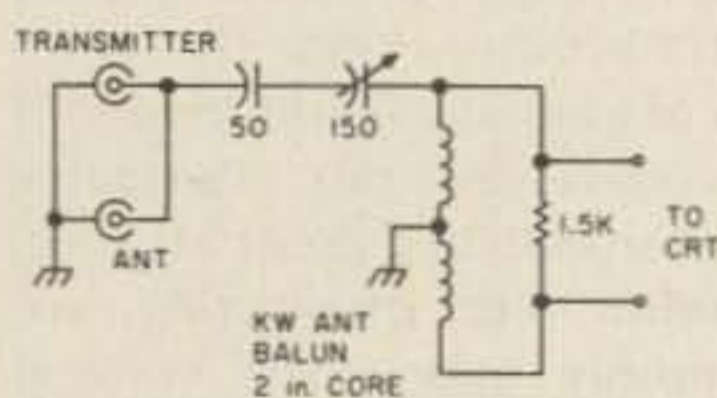 TRANSMITTER
50
150
ANT
1.5K
TO
CRT
KW ANT
BALUN
2 in. CORE